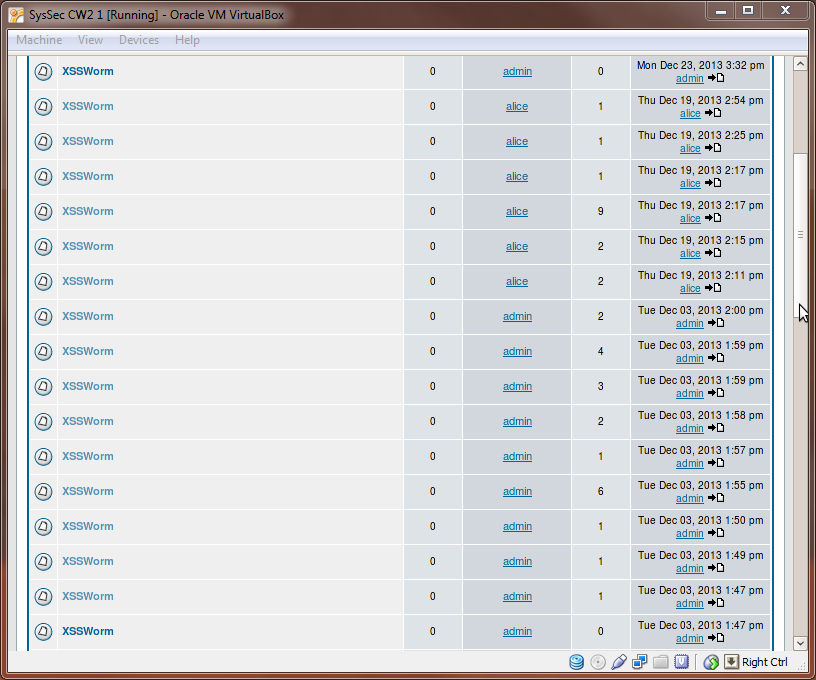 SysSec CW2 1 [Running] - Oracle VM VirtualBox
Machine View Devices Help
XSSWorm 0 admin 0 Mon Dec 23, 2013 3:32 pm
admin
XSSWorm 0 alice 1 Thu Dec 19, 2013 2:54 pm
alice
XSSWorm 0 alice 1 Thu Dec 19, 2013 2:25 pm
alice
XSSWorm 0 alice 1 Thu Dec 19, 2013 2:17 pm
alice
XSSWorm 0 alice 9 Thu Dec 19, 2013 2:17 pm
alice
XSSWorm 0 alice 2 Thu Dec 19, 2013 2:15 pm
alice
XSSWorm 0 alice 2 Thu Dec 19, 2013 2:11 pm
alice
XSSWorm 0 admin 2 Tue Dec 03, 2013 2:00 pm
admin
XSSWorm 0 admin 4 Tue Dec 03, 2013 1:59 pm
admin
XSSWorm 0 admin 3 Tue Dec 03, 2013 1:59 pm
admin
XSSWorm 0 admin 2 Tue Dec 03, 2013 1:58 pm
admin
XSSWorm 0 admin 1 Tue Dec 03, 2013 1:57 pm
admin
XSSWorm 0 admin 6 Tue Dec 03, 2013 1:55 pm
admin
XSSWorm 0 admin 1 Tue Dec 03, 2013 1:50 pm
admin
XSSWorm 0 admin 1 Tue Dec 03, 2013 1:49 pm
admin
XSSWorm 0 admin 1 Tue Dec 03, 2013 1:47 pm
admin
XSSWorm 0 admin 0 Tue Dec 03, 2013 1:47 pm
admin
Right Ctrl